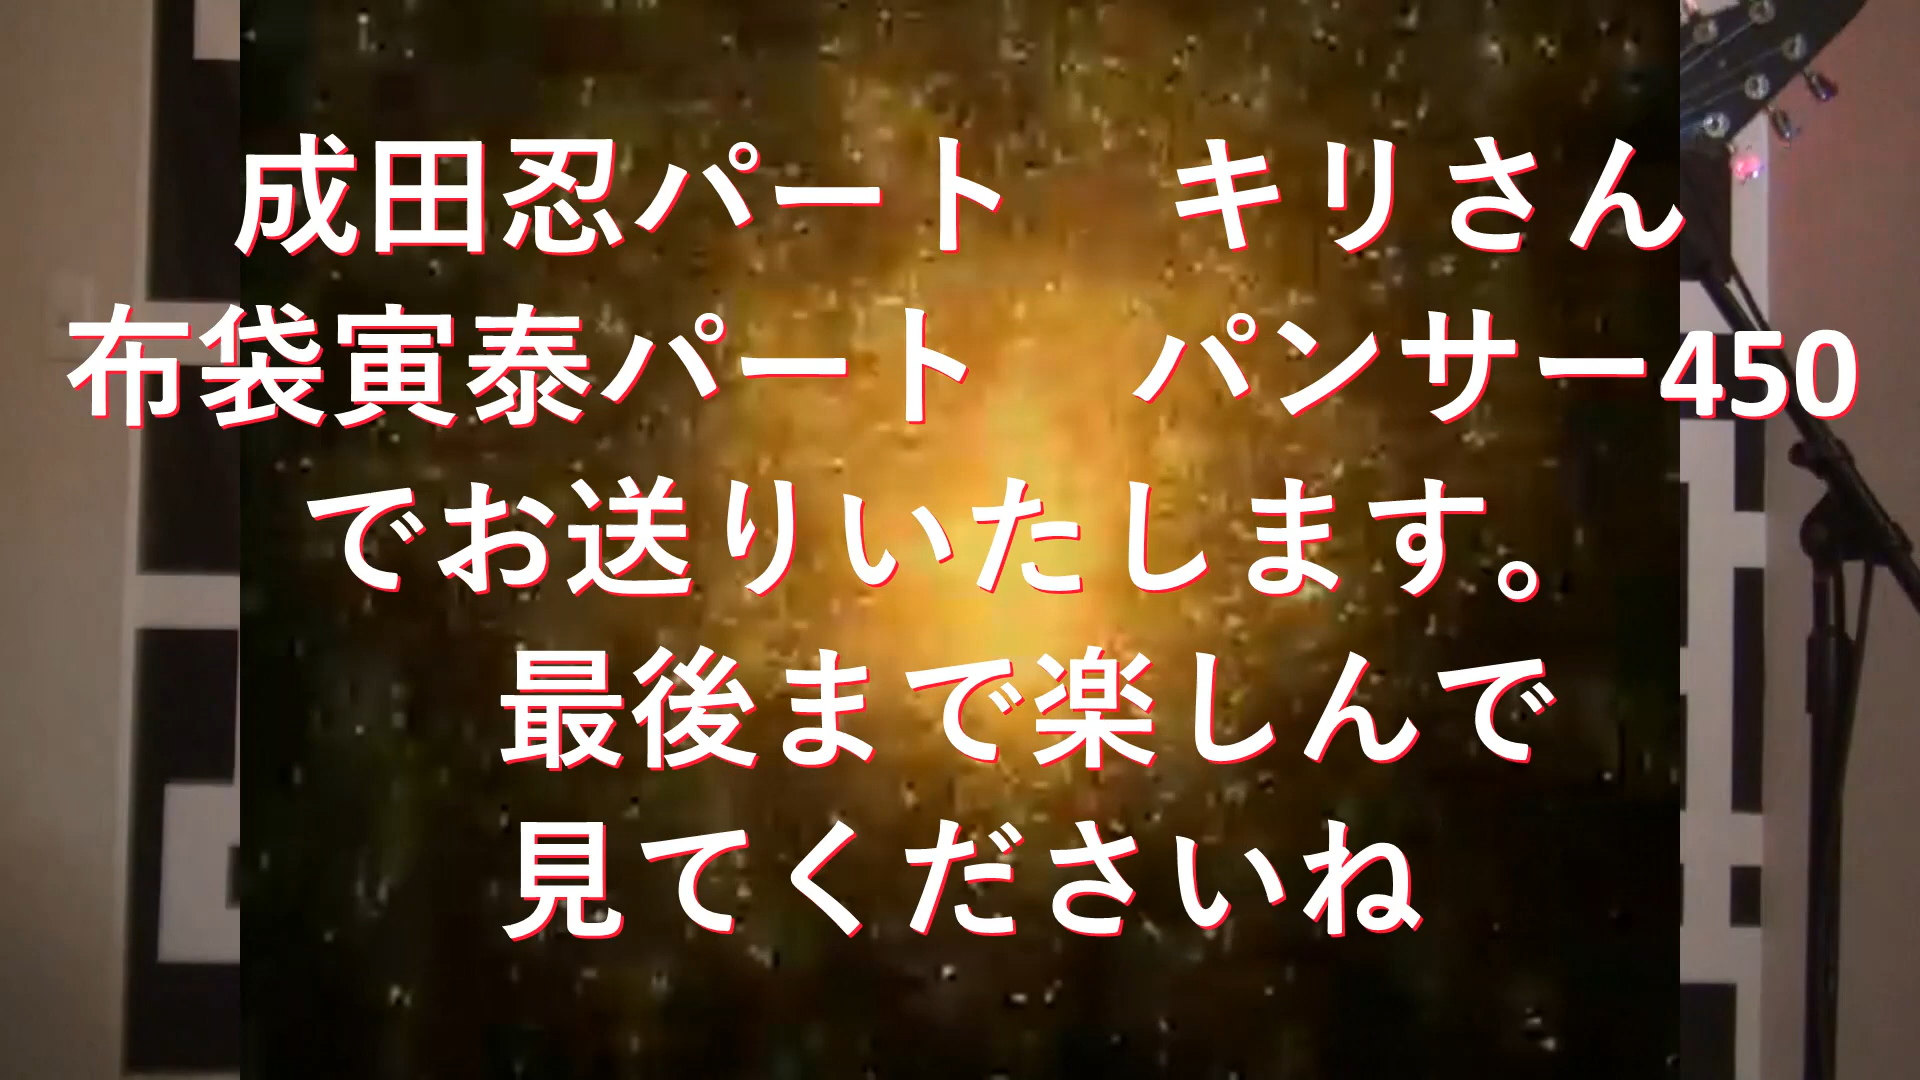 成田忍パート　キリさん
布袋寅泰パート　パンサー450
でお送りいたします。
最後まで楽しんで
見てくださいね